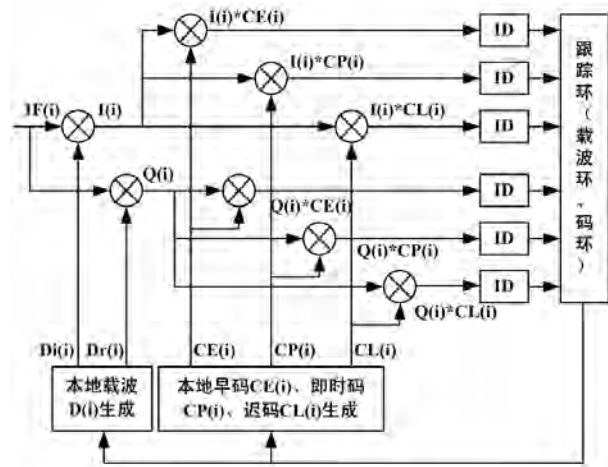 I(i)*CE(i)
ID
I(i)*CP(i)
ID
IF(i)
I(i)
I(i)*CL(i)
ID
Q(i)
ID
Q(i)*CE(i)
ID
Q(i)*CP(i)
ID
Q(i)*CL(i)
跟踪环（载波环、码环）
Di(i)
Dr(i)
CE(i)
CP(i)
CL(i)
本地载波
D(i)生成
本地早码CE(i)、即时码
CP(i)、迟码CL(i)生成